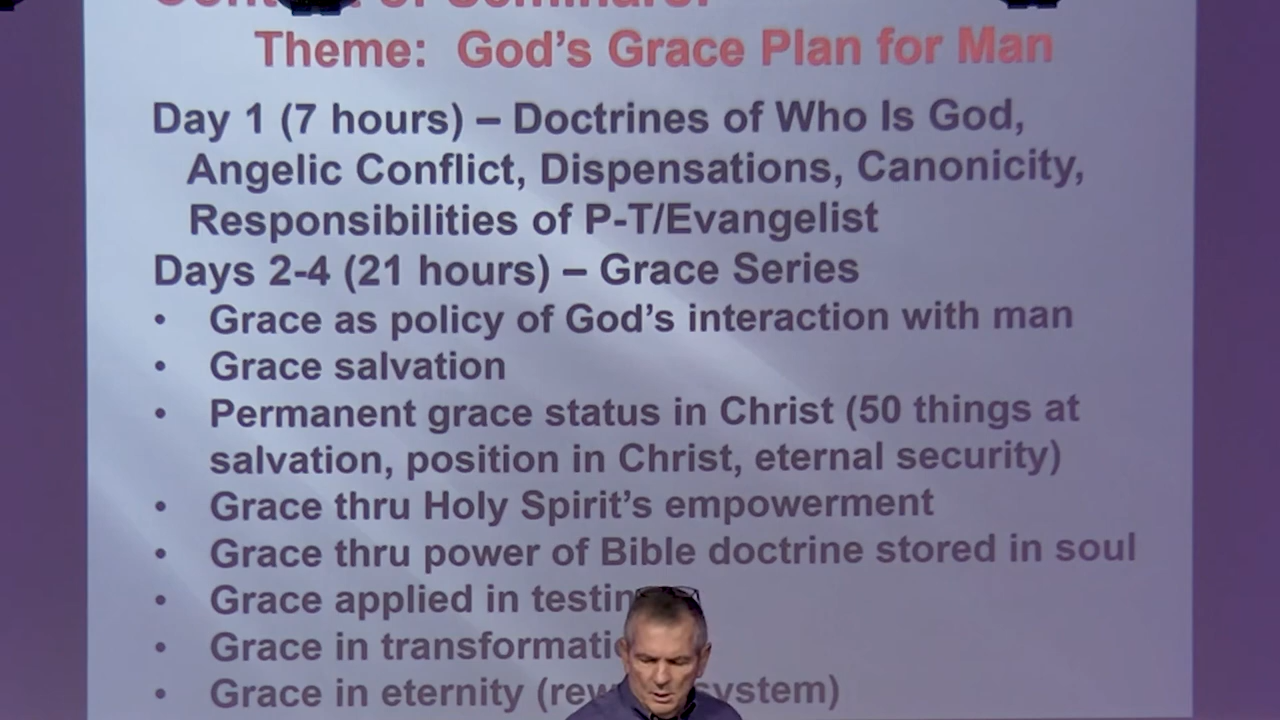 Theme: God's Grace Plan for Man
Day 1 (7 hours) – Doctrines of Who Is God,
Angelic Conflict, Dispensations, Canonicity,
Responsibilities of P-T/Evangelist
Days 2-4 (21 hours) – Grace Series
• Grace as policy of God's interaction with man
• Grace salvation
• Permanent grace status in Christ (50 things at
salvation, position in Christ, eternal security)
• Grace thru Holy Spirit's empowerment
• Grace thru power of Bible doctrine stored in soul
• Grace applied in
• Grace in
• Grace in eternity